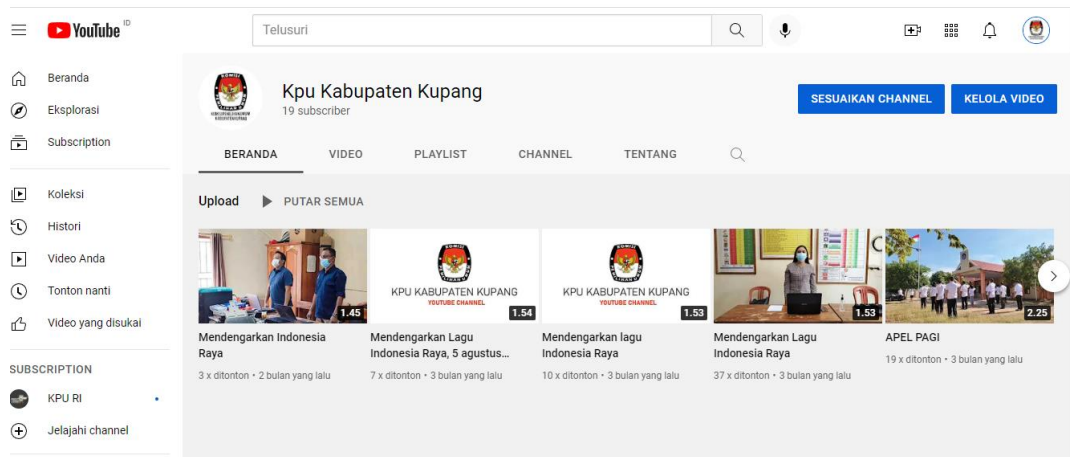 YouTube ID
Telusuri
Beranda
Eksplorasi
Subscription
Koleksi
Histori
Video Anda
Tonton nanti
Video yang disukai
SUBSCRIPTION
KPU RI
Jelajahi channel
Kpu Kabupaten Kupang
19 subscriber
SESUAIKAN CHANNEL
KELOLA VIDEO
BERANDA
VIDEO
PLAYLIST
CHANNEL
TENTANG
Upload
PUTAR SEMUA
1.45
Mendengarkan Indonesia
Raya
3 x ditonton • 2 bulan yang lalu
KPU KABUPATEN KUPANG
YOUTUBE CHANNEL
1.54
Mendengarkan Lagu
Indonesia Raya, 5 agustus...
7 x ditonton • 3 bulan yang lalu
KPU KABUPATEN KUPANG
YOUTUBE CHANNEL
1.53
Mendengarkan lagu
Indonesia Raya
10 x ditonton • 3 bulan yang lalu
1.53
Mendengarkan Lagu
Indonesia Raya
37 x ditonton • 3 bulan yang lalu
2.25
APEL PAGI
19 x ditonton • 3 bulan yang lalu